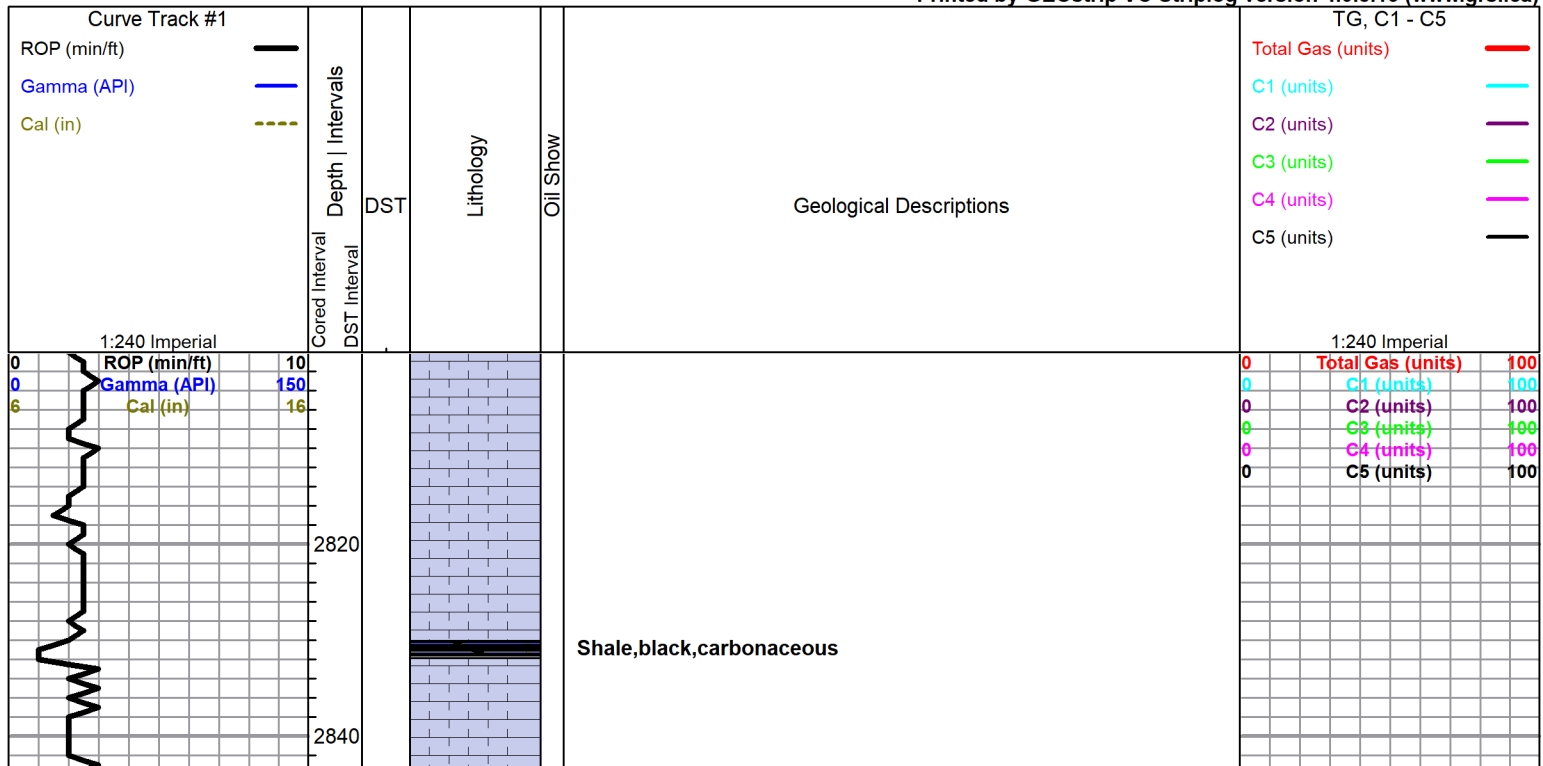 Curve Track #1
ROP (min/ft)
Gamma (API)
Cal (in)
1:240 Imperial
Cored Interval
Depth | Intervals
DST Interval
DST
Lithology
Oil Show
Geological Descriptions
TG, C1 - C5
Total Gas (units)
C1 (units)
C2 (units)
C3 (units)
C4 (units)
C5 (units)
1:240 Imperial
0 ROP (min/ft) 10
0 Gamma (API) 150
6 Cal (in) 16
0 Total Gas (units) 100
0 C1 (units) 100
0 C2 (units) 100
0 C3 (units) 100
0 C4 (units) 100
0 C5 (units) 100
2820
Shale,black,carbonaceous
2840